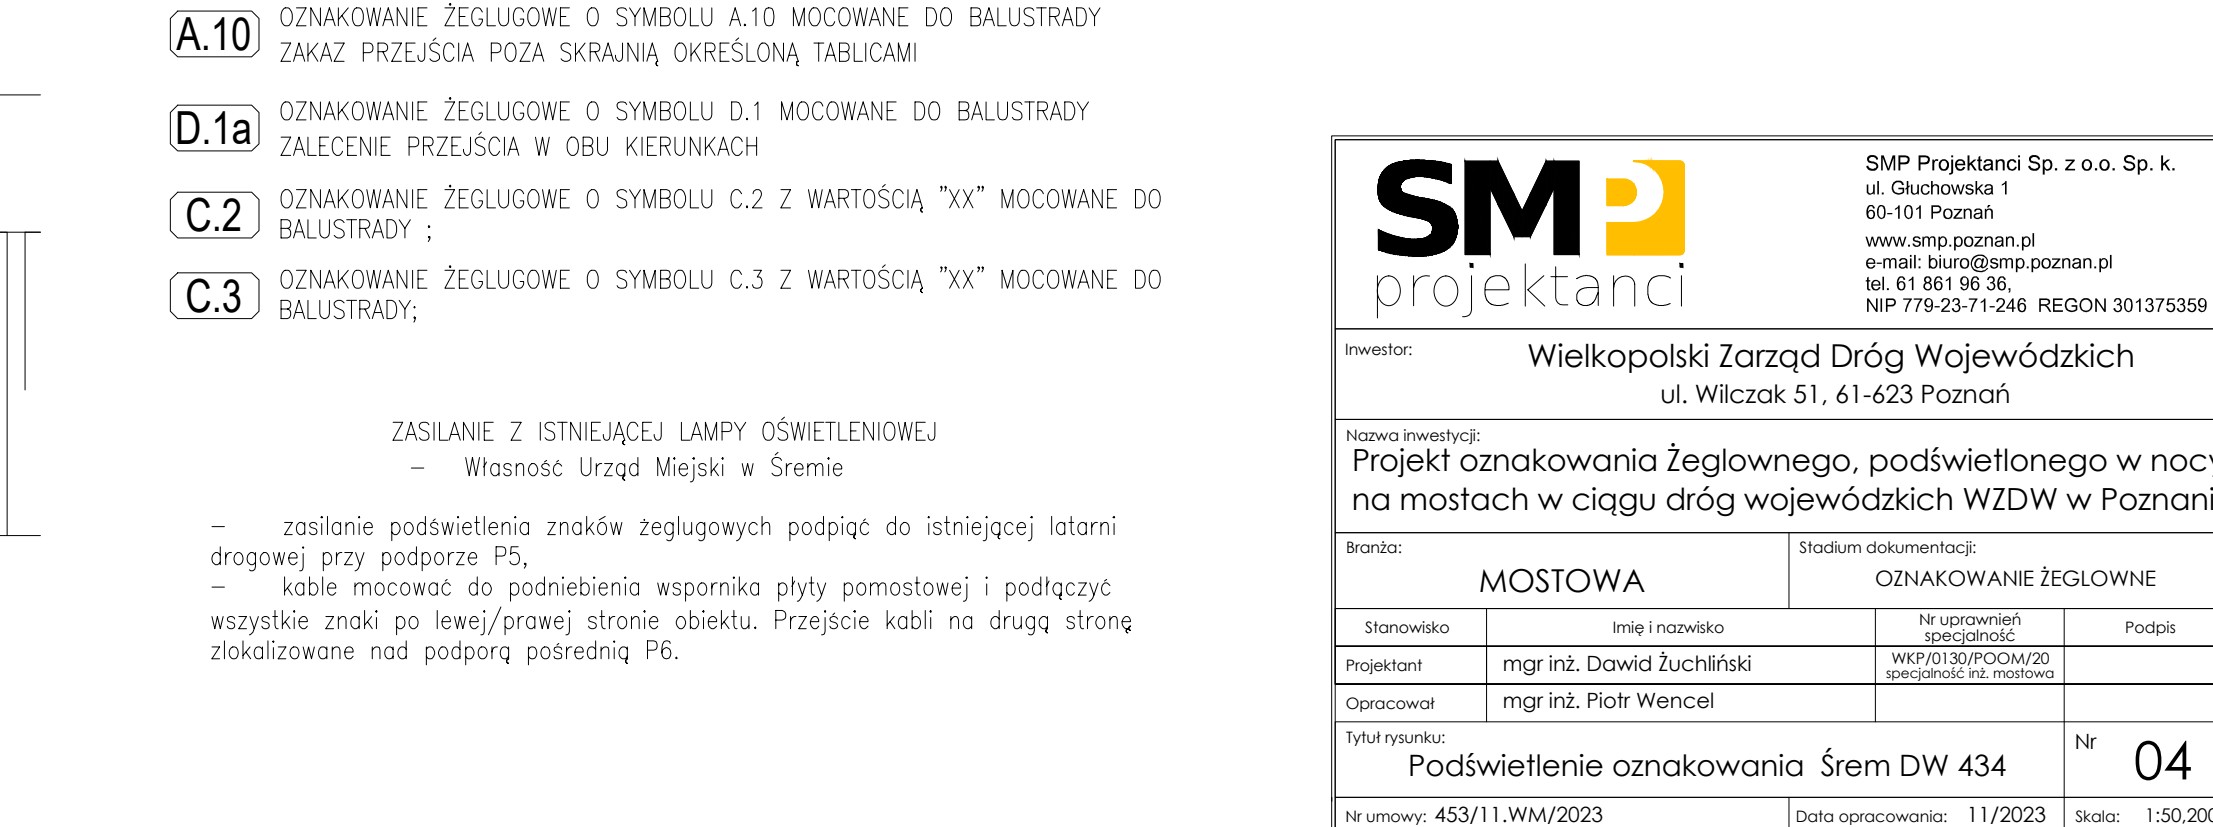 A.10
OZNAKOWANIE ŻEGLUGOWE O SYMBOLU A.10 MOCOWANE DO BALUSTRADY
ZAKAZ PRZEJŚCIA POZA SKRAJNIĄ OKREŚLONĄ TABLICAMI
D.1a
OZNAKOWANIE ŻEGLUGOWE O SYMBOLU D.1 MOCOWANE DO BALUSTRADY
ZALECENIE PRZEJŚCIA W OBU KIERUNKACH
C.2
OZNAKOWANIE ŻEGLUGOWE O SYMBOLU C.2 Z WARTOŚCIĄ "XX" MOCOWANE DO
BALUSTRADY ;
C.3
OZNAKOWANIE ŻEGLUGOWE O SYMBOLU C.3 Z WARTOŚCIĄ "XX" MOCOWANE DO
BALUSTRADY;
ZASILANIE Z ISTNIEJĄCEJ LAMPY OŚWIETLENIOWEJ
– Własność Urząd Miejski w Śremie
– zasilanie podświetlenia znaków żeglugowych podpiąć do istniejącej latarni
drogowej przy podporze P5,
– kable mocować do podniebienia wspornika płyty pomostowej i podłączyć
wszystkie znaki po lewej/prawej stronie obiektu. Przejście kabli na drugą stronę
zlokalizowane nad podporą pośrednią P6.
SMP
projektanci
SMP Projektanci Sp. z o.o. Sp. k.
ul. Głuchowska 1
60-101 Poznań
www.smp.poznan.pl
e-mail: biuro@smp.poznan.pl
tel. 61 861 96 36,
NIP 779-23-71-246 REGON 301375359
Inwestor:
Wielkopolski Zarząd Dróg Wojewódzkich
ul. Wilczak 51, 61-623 Poznań
Nazwa inwestycji:
Projekt oznakowania Żeglownego, podświetlonego w nocy
na mostach w ciągu dróg wojewódzkich WZDW w Poznani
Branża:
MOSTOWA
Stadium dokumentacji:
OZNAKOWANIE ŻEGLOWNE
Stanowisko
Imię i nazwisko
Nr uprawnień
specjalność
Podpis
Projektant
mgr inż. Dawid Żuchliński
WKP/0130/POOM/20
specjalność inż. mostowa
Opracował
mgr inż. Piotr Wencel
Tytuł rysunku:
Podświetlenie oznakowania Śrem DW 434
Nr
04
Nr umowy: 453/11.WM/2023
Data opracowania: 11/2023
Skala: 1:50,200